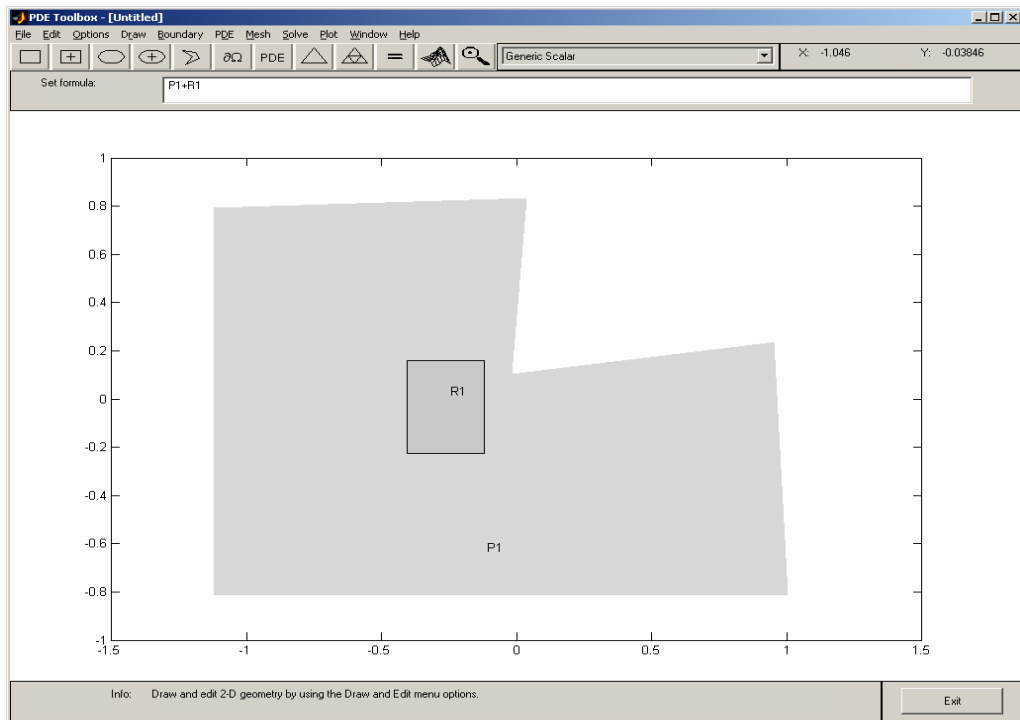 PDE Toolbox - [Untitled]
File Edit Options Draw Boundary PDE Mesh Solve Plot Window Help
∂Ω PDE = Generic Scalar X: -1.046 Y: -0.03846
Set formula: P1+R1
1
0.8
0.6
0.4
0.2
0
-0.2
-0.4
-0.6
-0.8
-1
R1
P1
-1.5 -1 -0.5 0 0.5 1 1.5
Info: Draw and edit 2-D geometry by using the Draw and Edit menu options.
Exit